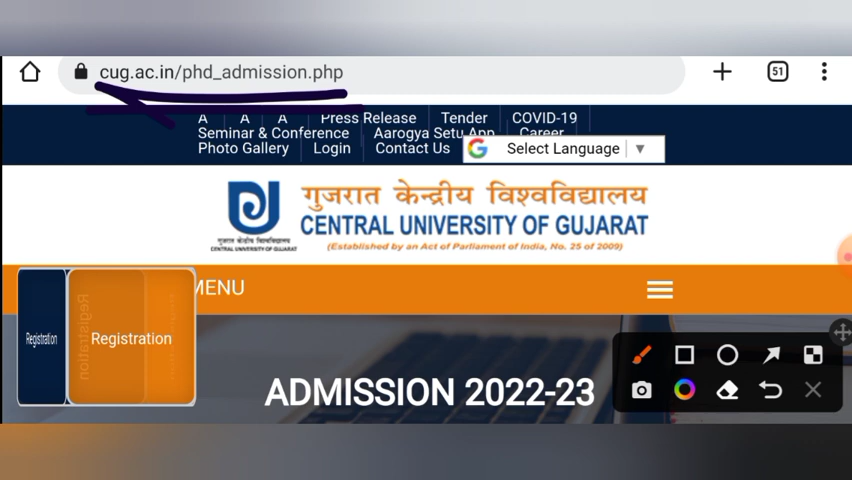 cug.ac.in/phd_admission.php
51
A A A Press Release Tender COVID-19
Seminar & Conference Aarogya Setu App Career
Photo Gallery Login Contact Us Select Language ▼
गुजरात केन्द्रीय विश्वविद्यालय
CENTRAL UNIVERSITY OF GUJARAT
(Established by an Act of Parliament of India, No. 25 of 2009)
गुजरात केन्द्रीय विश्वविद्यालय
CENTRAL UNIVERSITY OF GUJARAT
MENU
Registration
Registration
Registration
ADMISSION 2022-23